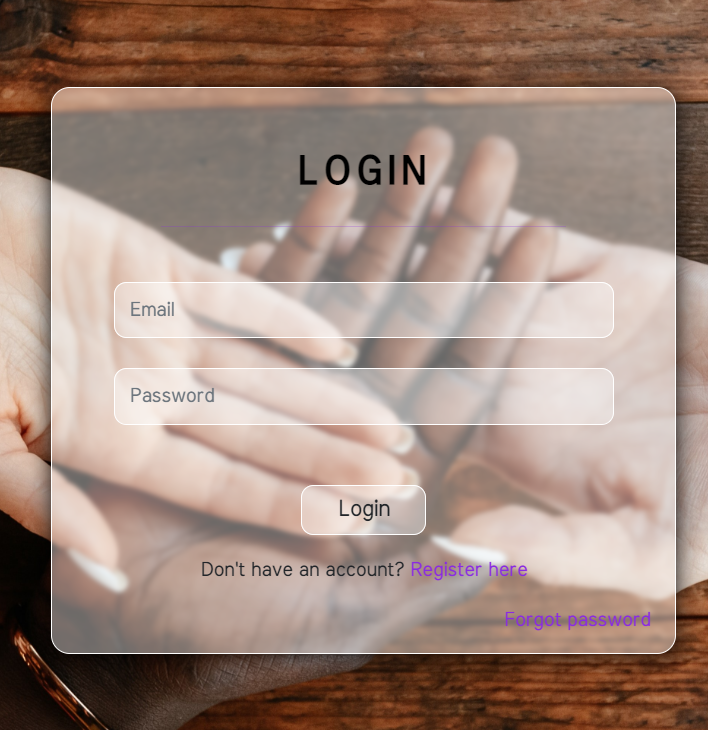 LOGIN
Email
Password
Login
Don't have an account? Register here
Forgot password